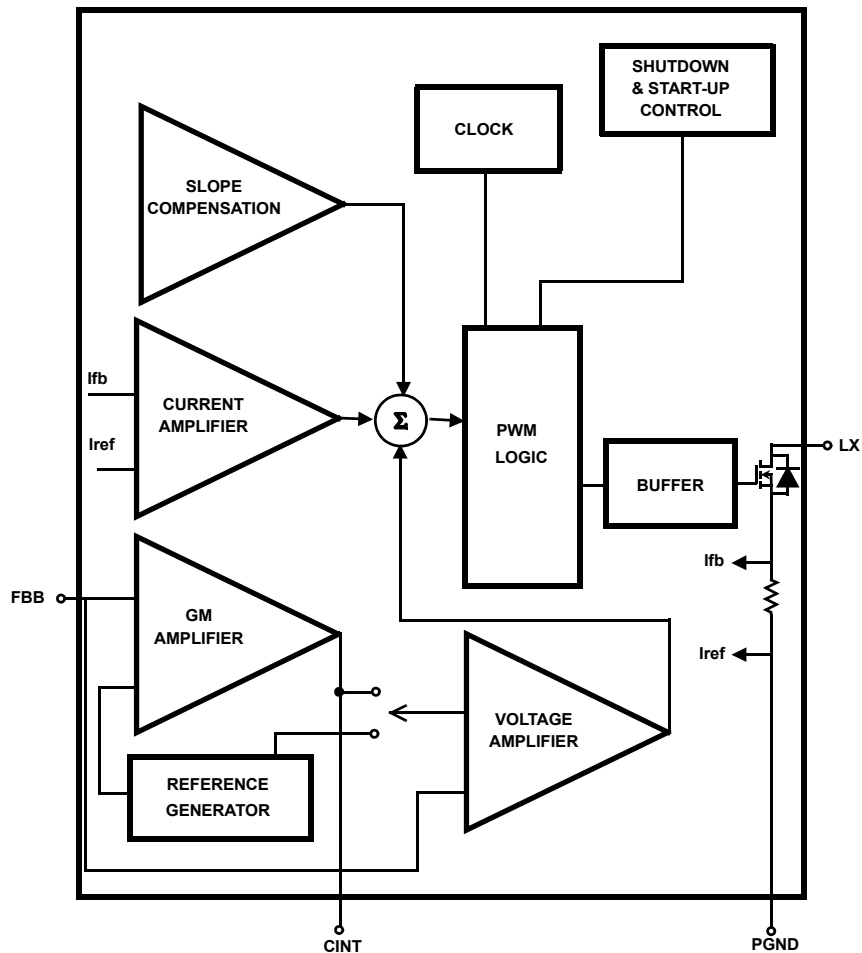 SHUTDOWN
& START-UP
CONTROL
CLOCK
SLOPE
COMPENSATION
Ifb
CURRENT
AMPLIFIER
Iref
Σ
PWM
LOGIC
BUFFER
LX
Ifb
FBB
GM
AMPLIFIER
Iref
VOLTAGE
AMPLIFIER
REFERENCE
GENERATOR
CINT
PGND